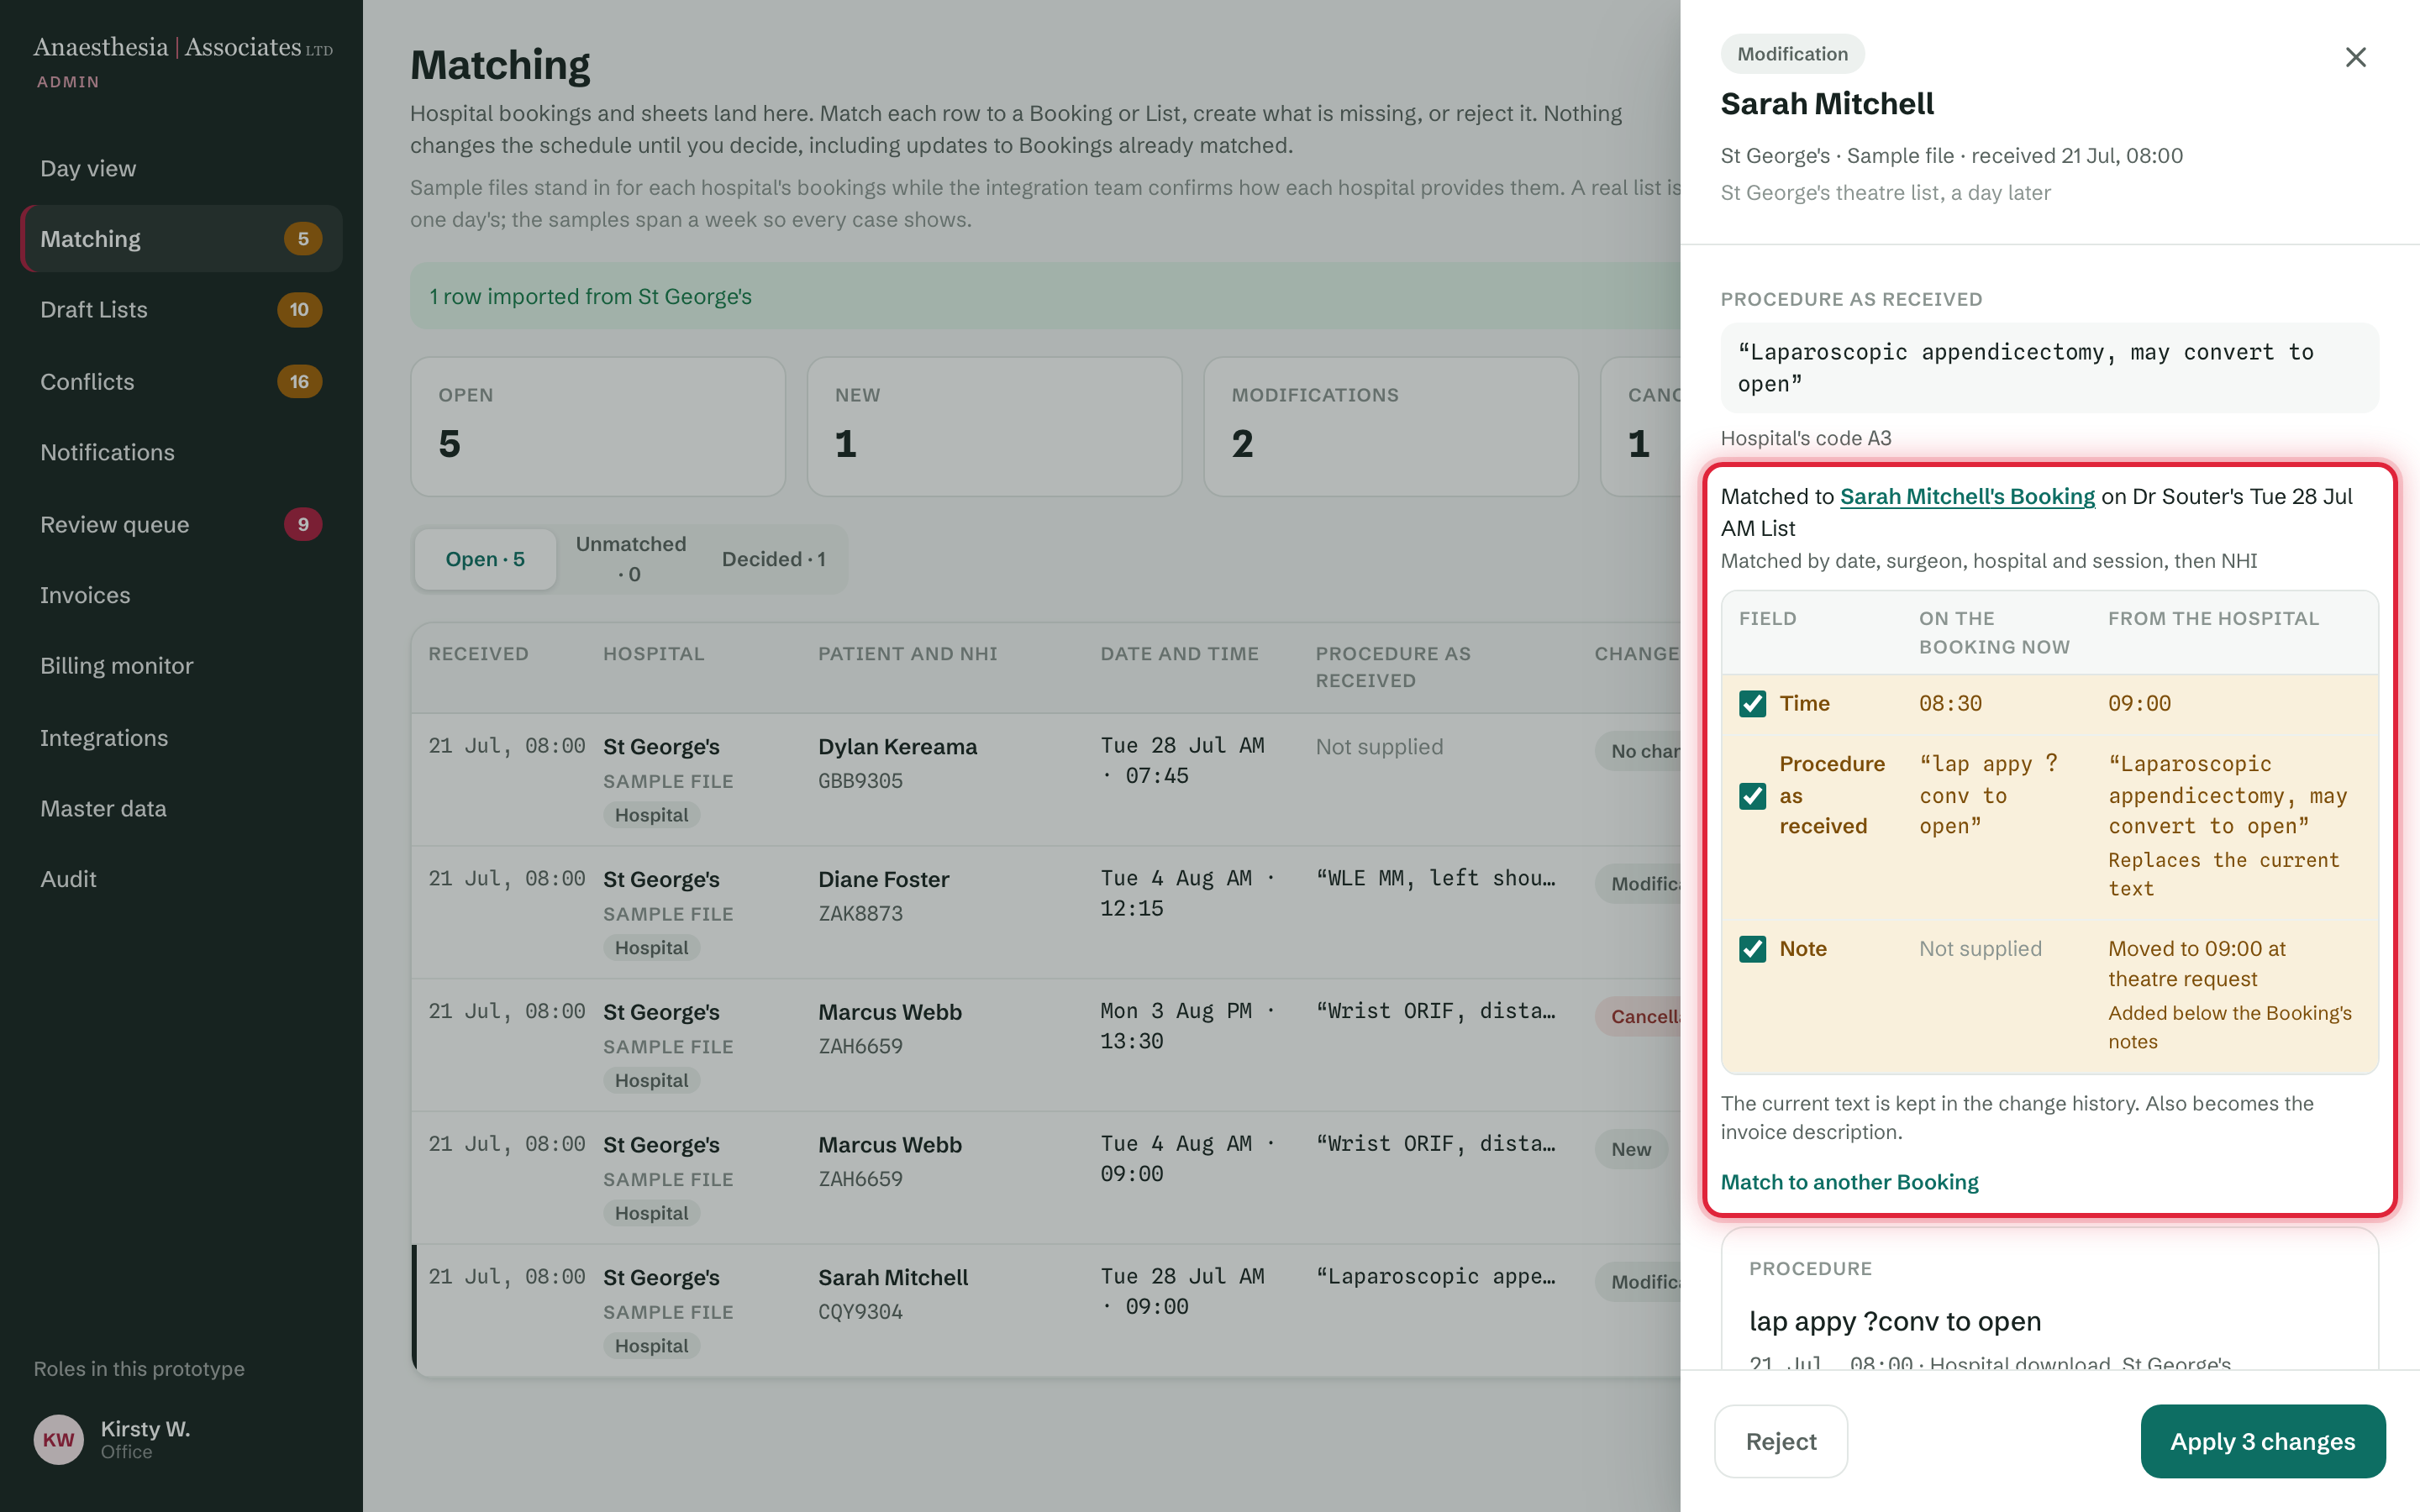 Anaesthesia | Associates LTD
ADMIN
Day view
Matching 5
Draft Lists 10
Conflicts 16
Notifications
Review queue 9
Invoices
Billing monitor
Integrations
Master data
Audit
Roles in this prototype
KW
Kirsty W.
Office
Matching
Hospital bookings and sheets land here. Match each row to a Booking or List, create what is missing, or reject it. Nothing
changes the schedule until you decide, including updates to Bookings already matched.
Sample files stand in for each hospital's bookings while the integration team confirms how each hospital provides them. A real list is
one day's; the samples span a week so every case shows.
1 row imported from St George's
OPEN
5
NEW
1
MODIFICATIONS
2
CANC
1
Open · 5
Unmatched
· 0
Decided · 1
RECEIVED HOSPITAL PATIENT AND NHI DATE AND TIME PROCEDURE AS CHANGE
RECEIVED
21 Jul, 08:00 St George's Dylan Kereama Tue 28 Jul AM Not supplied No chan
SAMPLE FILE GBB9305 · 07:45
Hospital
21 Jul, 08:00 St George's Diane Foster Tue 4 Aug AM · “WLE MM, left shou… Modifica
SAMPLE FILE ZAK8873 12:15
Hospital
21 Jul, 08:00 St George's Marcus Webb Mon 3 Aug PM · “Wrist ORIF, dista… Cancella
SAMPLE FILE ZAH6659 13:30
Hospital
21 Jul, 08:00 St George's Marcus Webb Tue 4 Aug AM · “Wrist ORIF, dista… New
SAMPLE FILE ZAH6659 09:00
Hospital
21 Jul, 08:00 St George's Sarah Mitchell Tue 28 Jul AM “Laparoscopic appe… Modifica
SAMPLE FILE CQY9304 · 09:00
Hospital
Modification
Sarah Mitchell
St George's · Sample file · received 21 Jul, 08:00
St George's theatre list, a day later
PROCEDURE AS RECEIVED
“Laparoscopic appendicectomy, may convert to
open”
Hospital's code A3
Matched to Sarah Mitchell's Booking on Dr Souter's Tue 28 Jul
AM List
Matched by date, surgeon, hospital and session, then NHI
FIELD ON THE FROM THE HOSPITAL
BOOKING NOW
Time 08:30 09:00
Procedure “lap appy ? “Laparoscopic
as conv to appendicectomy, may
received open” convert to open”
Replaces the current
text
Note Not supplied Moved to 09:00 at
theatre request
Added below the Booking's
notes
The current text is kept in the change history. Also becomes the
invoice description.
Match to another Booking
PROCEDURE
lap appy ?conv to open
21 Jul, 08:00 · Hospital download, St George's
Reject
Apply 3 changes